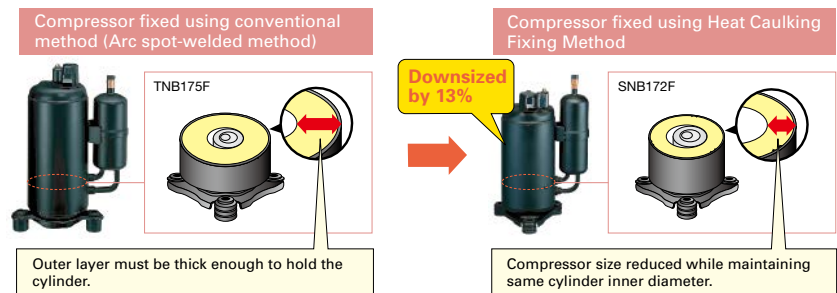 Compressor fixed using conventional
method (Arc spot-welded method)
TNB175F
Outer layer must be thick enough to hold the
cylinder.
Downsized
by 13%
Compressor fixed using Heat Caulking
Fixing Method
SNB172F
Compressor size reduced while maintaining
same cylinder inner diameter.